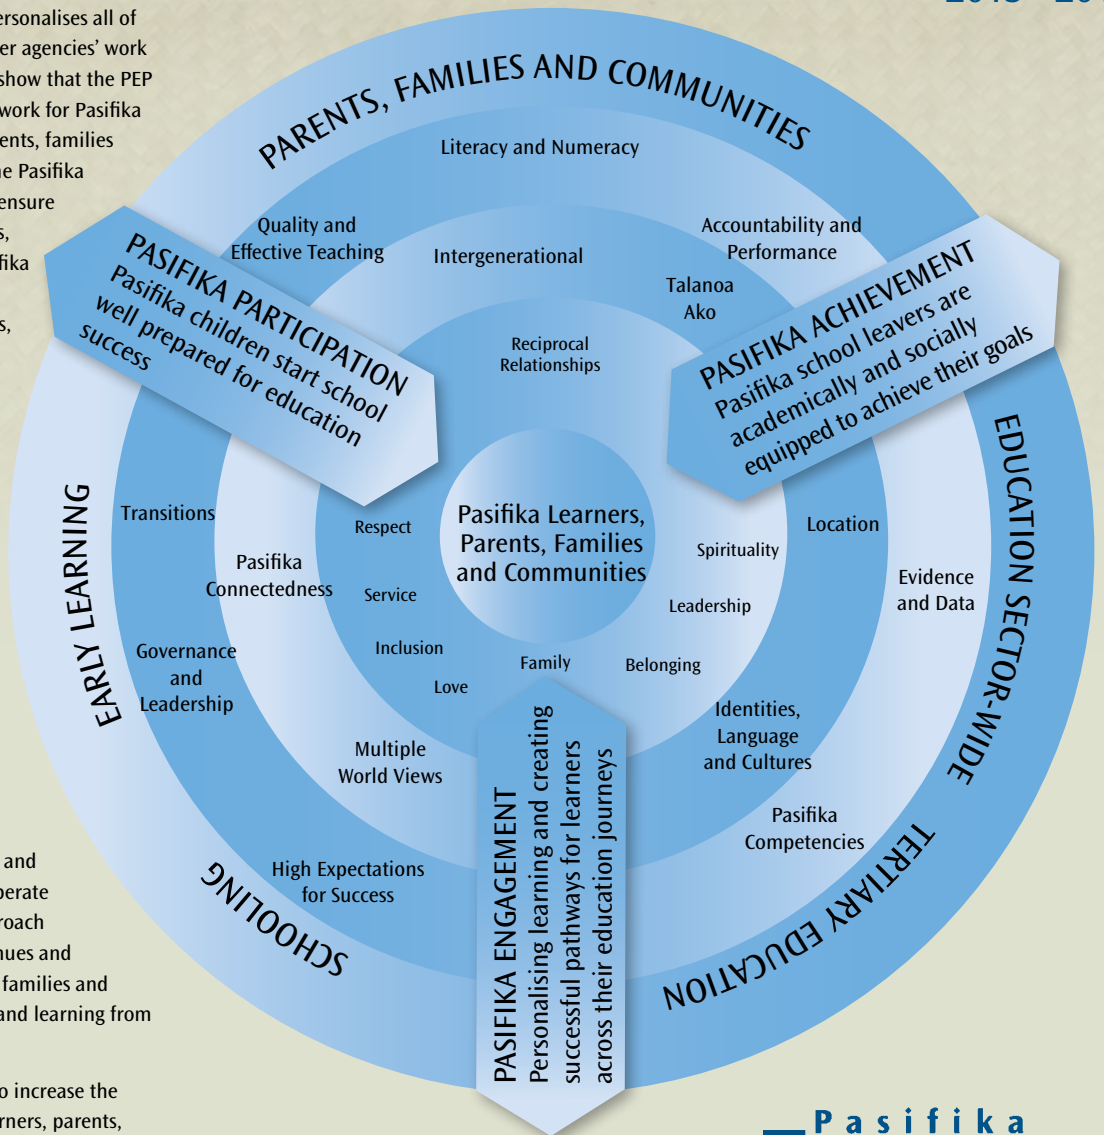 ersonalises all of
er agencies' work
show that the PEP
work for Pasifika
ents, families
ne Pasifika
ensure
s,
fika
s,
PARENTS, FAMILIES AND COMMUNITIES
Literacy and Numeracy
Quality and
Effective Teaching
Accountability and
Performance
Intergenerational
Talanoa
Ako
Reciprocal
Relationships
PASIFIKA PARTICIPATION
Pasifika children start school
well prepared for education
success
PASIFIKA ACHIEVEMENT
Pasifika school leavers are
academically and socially
equipped to achieve their goals
EARLY LEARNING
Transitions
Pasifika
Connectedness
Governance
and
Leadership
Respect
Service
Inclusion
Love
Family
Belonging
Leadership
Spirituality
Pasifika Learners,
Parents, Families
and Communities
Location
Evidence
and Data
EDUCATION SECTOR-WIDE
Identities,
Language
and Cultures
Pasifika
Competencies
TERTIARY EDUCATION
Multiple
World Views
High Expectations
for Success
SCHOOLING
PASIFIKA ENGAGEMENT
Personalising learning and creating
successful pathways for learners
across their education journeys
and
perate
roach
nues and
families and
and learning from
o increase the
rners, parents,
Pasifika